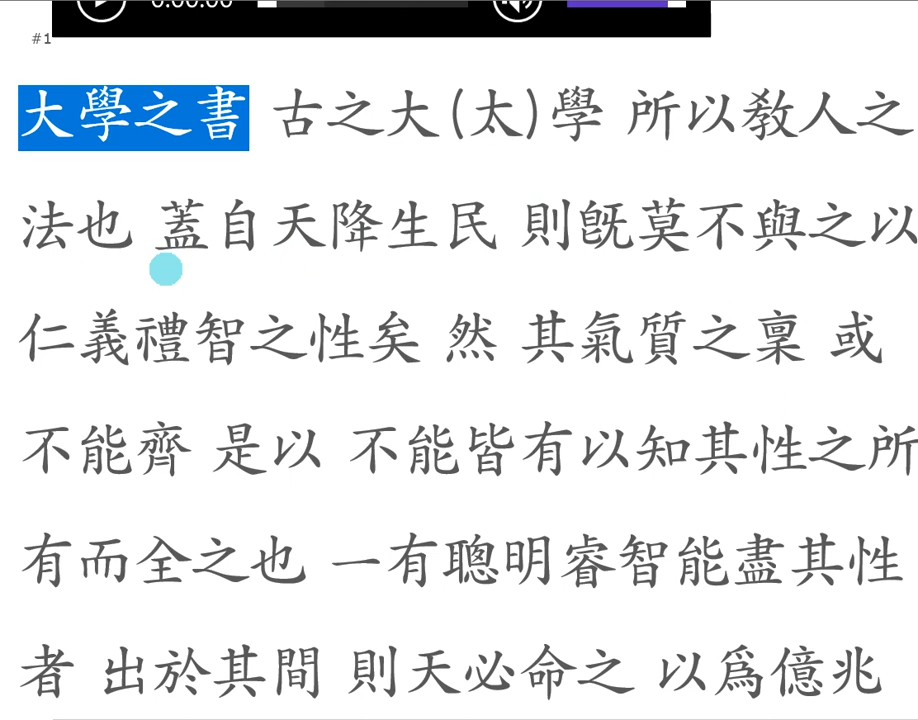 0:00:00
#1
大學之書 古之大(太)學 所以敎人之
法也 蓋自天降生民 則旣莫不與之以
仁義禮智之性矣 然 其氣質之稟 或
不能齊 是以 不能皆有以知其性之所
有而全之也 一有聰明睿智能盡其性
者 出於其間 則天必命之 以爲億兆